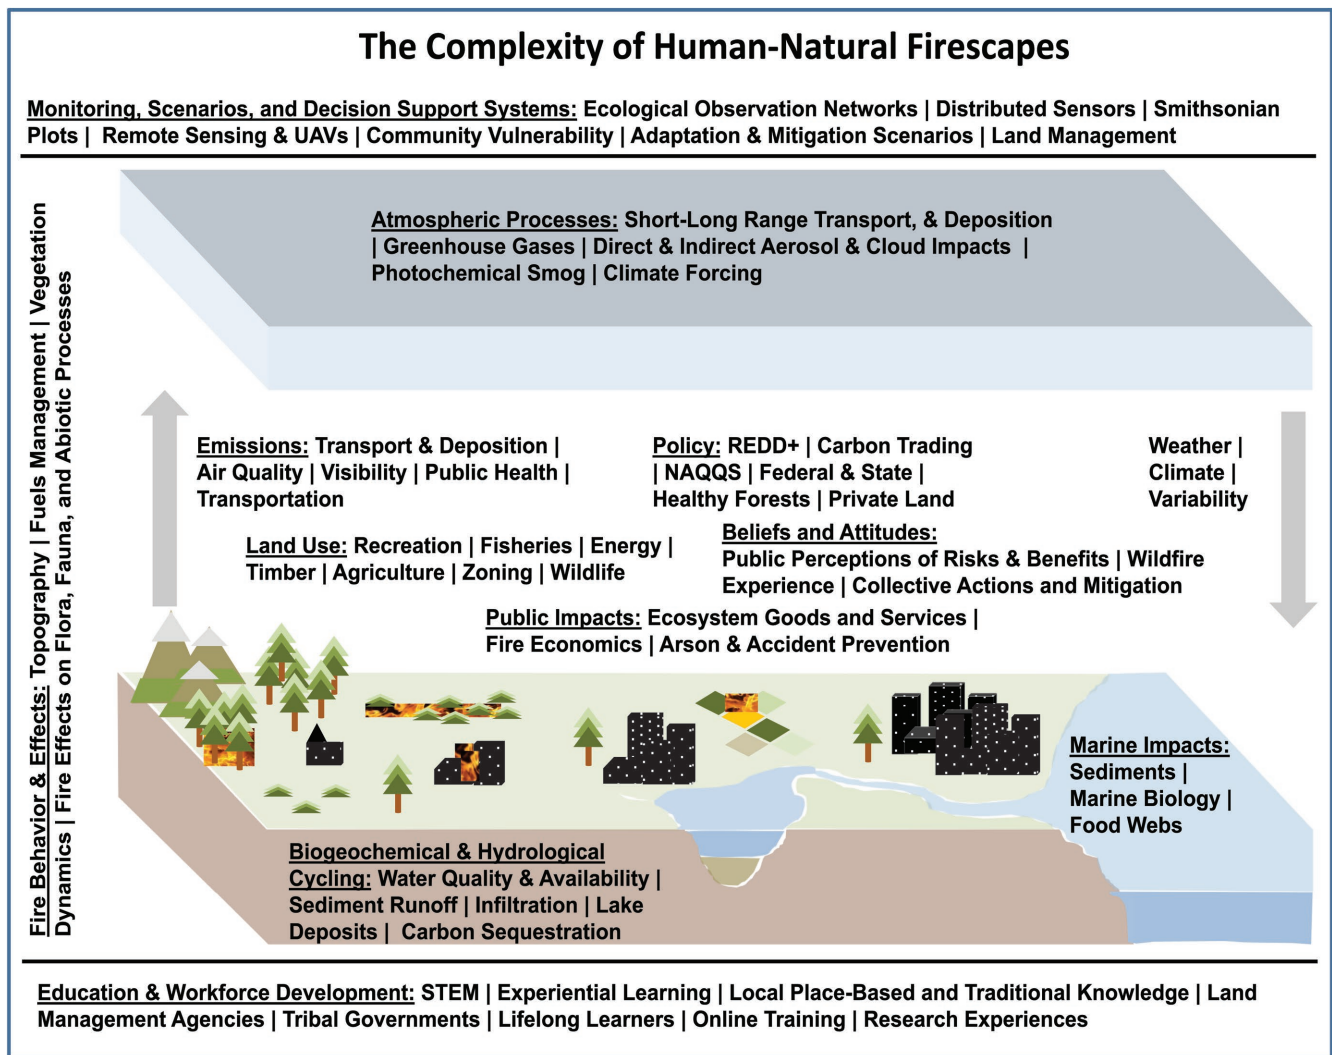 The Complexity of Human-Natural Firescapes
Monitoring, Scenarios, and Decision Support Systems: Ecological Observation Networks | Distributed Sensors | Smithsonian
Plots | Remote Sensing & UAVs | Community Vulnerability | Adaptation & Mitigation Scenarios | Land Management
Fire Behavior & Effects: Topography | Fuels Management | Vegetation
Dynamics | Fire Effects on Flora, Fauna, and Abiotic Processes
Atmospheric Processes: Short-Long Range Transport, & Deposition
| Greenhouse Gases | Direct & Indirect Aerosol & Cloud Impacts |
Photochemical Smog | Climate Forcing
Emissions: Transport & Deposition |
Air Quality | Visibility | Public Health |
Transportation
Policy: REDD+ | Carbon Trading
| NAQQS | Federal & State |
Healthy Forests | Private Land
Weather |
Climate |
Variability
Land Use: Recreation | Fisheries | Energy |
Timber | Agriculture | Zoning | Wildlife
Beliefs and Attitudes:
Public Perceptions of Risks & Benefits | Wildfire
Experience | Collective Actions and Mitigation
Public Impacts: Ecosystem Goods and Services |
Fire Economics | Arson & Accident Prevention
Marine Impacts:
Sediments |
Marine Biology |
Food Webs
Biogeochemical & Hydrological
Cycling: Water Quality & Availability |
Sediment Runoff | Infiltration | Lake
Deposits | Carbon Sequestration
Education & Workforce Development: STEM | Experiential Learning | Local Place-Based and Traditional Knowledge | Land
Management Agencies | Tribal Governments | Lifelong Learners | Online Training | Research Experiences